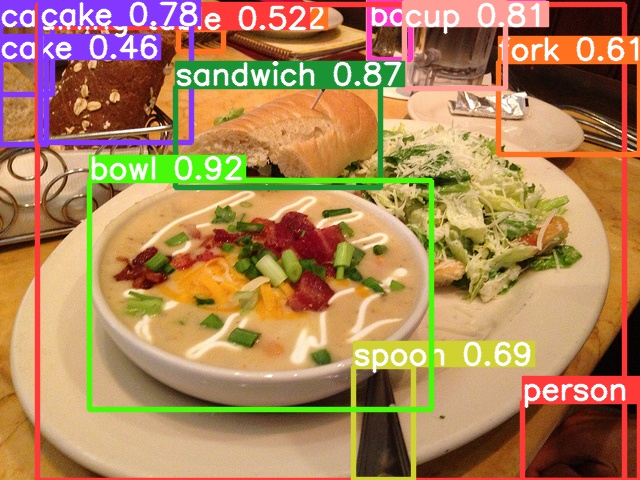 cake 0.78
0.522
cup 0.81
cake 0.46
fork 0.61
sandwich 0.87
bowl 0.92
spoon 0.69
person